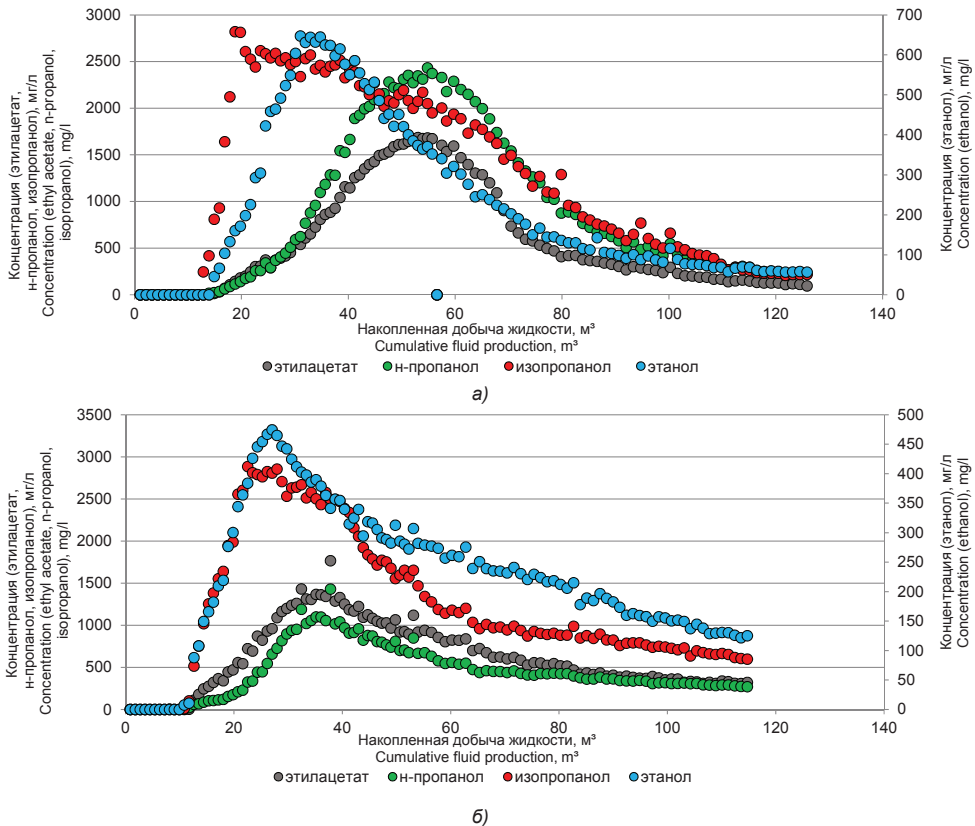 Концентрация (этилацетат,
н-пропанол, изопропанол), мг/л
Concentration (ethyl acetate, n-propanol,
isopropanol), mg/l
3000
2500
2000
1500
1000
500
0
0
20
40
60
80
100
120
140
700
600
500
400
300
200
100
0
Концентрация (этанол), мг/л
Concentration (ethanol), mg/l
Накопленная добыча жидкости, м³
Cumulative fluid production, m³
этилацетат н-пропанол изопропанол этанол
а)
Концентрация (этилацетат,
н-пропанол, изопропанол), мг/л
Concentration (ethyl acetate, n-propanol,
isopropanol), mg/l
3500
3000
2500
2000
1500
1000
500
0
0
20
40
60
80
100
120
140
500
450
400
350
300
250
200
150
100
50
0
Концентрация (этанол), мг/л
Concentration (ethanol), mg/l
Накопленная добыча жидкости, м³
Cumulative fluid production, m³
этилацетат н-пропанол изопропанол этанол
б)